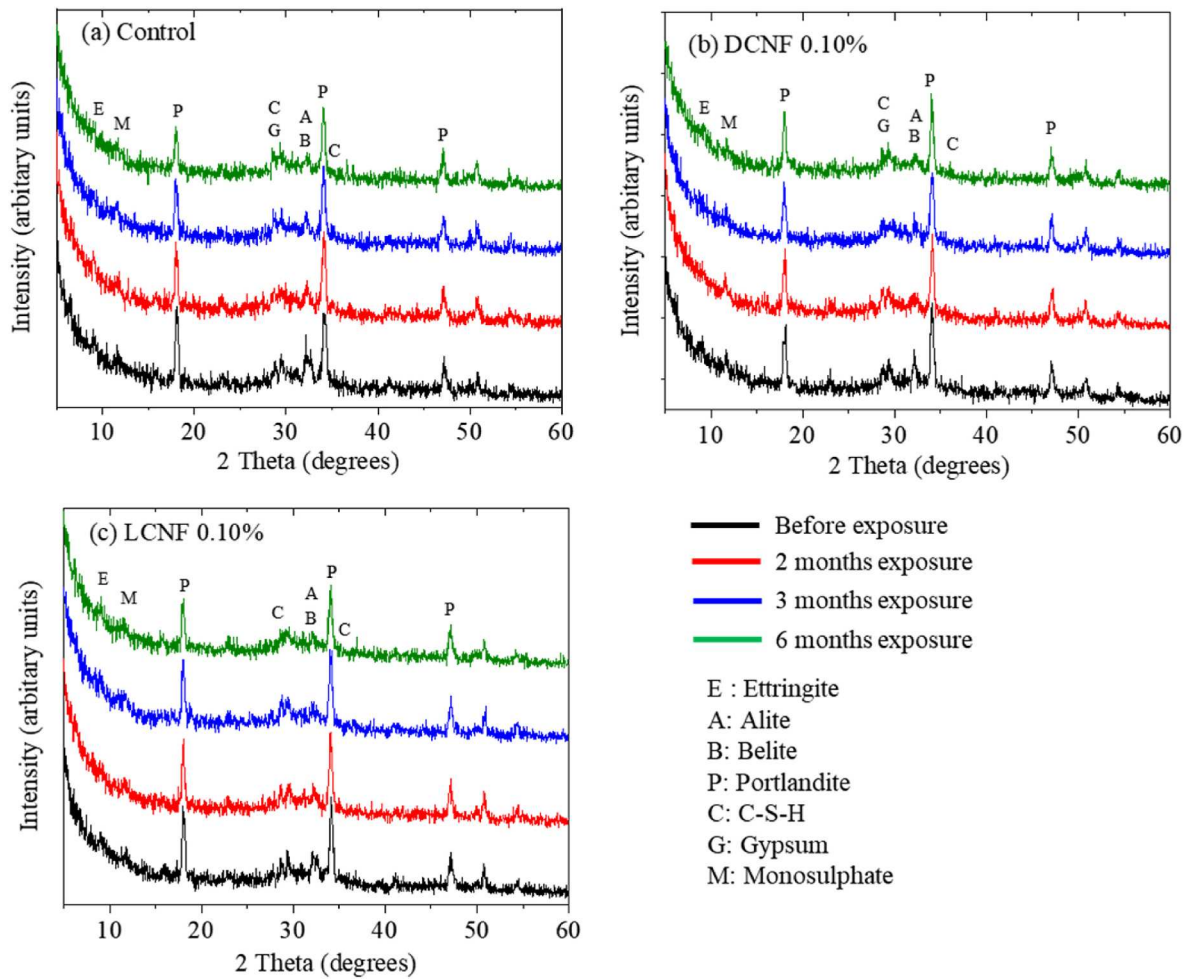 (a) Control
E
M
P
C
G
A
B
P
C
P
Intensity (arbitary units)
10 20 30 40 50 60
2 Theta (degrees)
(b) DCNF 0.10%
E
M
P
C
G
A
B
P
C
P
Intensity (arbitary units)
10 20 30 40 50 60
2 Theta (degrees)
(c) LCNF 0.10%
E
M
P
C
A
B
P
C
P
Intensity (arbitary units)
10 20 30 40 50 60
2 Theta (degrees)
Before exposure
2 months exposure
3 months exposure
6 months exposure
E : Ettringite
A: Alite
B: Belite
P: Portlandite
C: C-S-H
G: Gypsum
M: Monosulphate